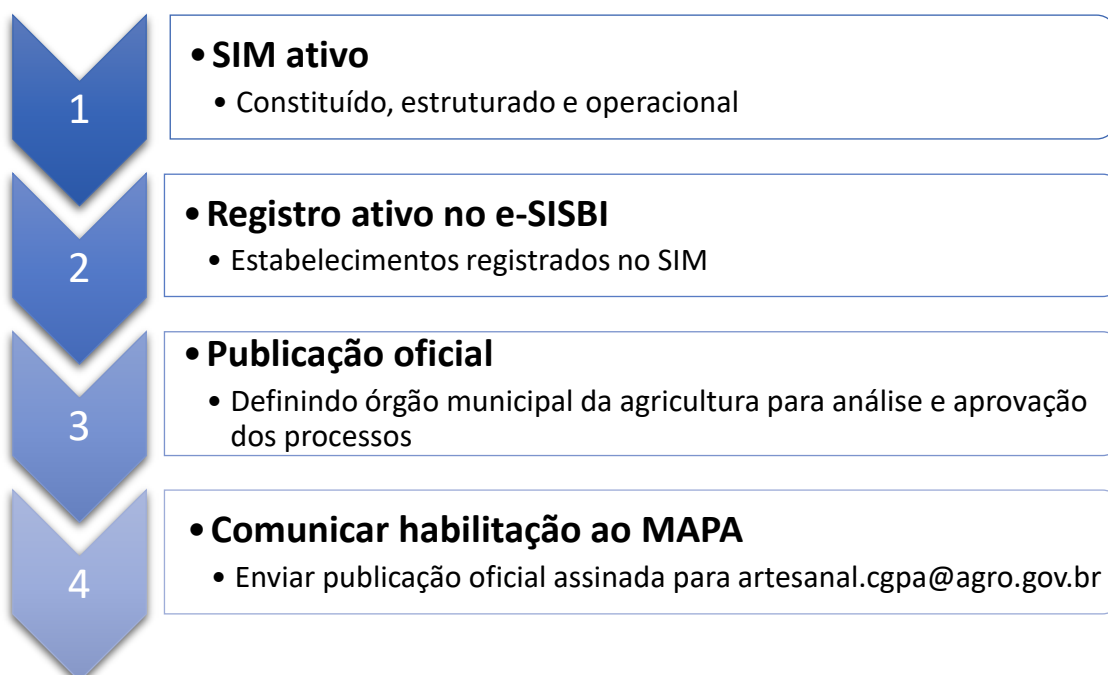 1
• SIM ativo
• Constituído, estruturado e operacional
2
• Registro ativo no e-SISBI
• Estabelecimentos registrados no SIM
3
• Publicação oficial
• Definindo órgão municipal da agricultura para análise e aprovação
dos processos
4
• Comunicar habilitação ao MAPA
• Enviar publicação oficial assinada para artesanal.cgpa@agro.gov.br